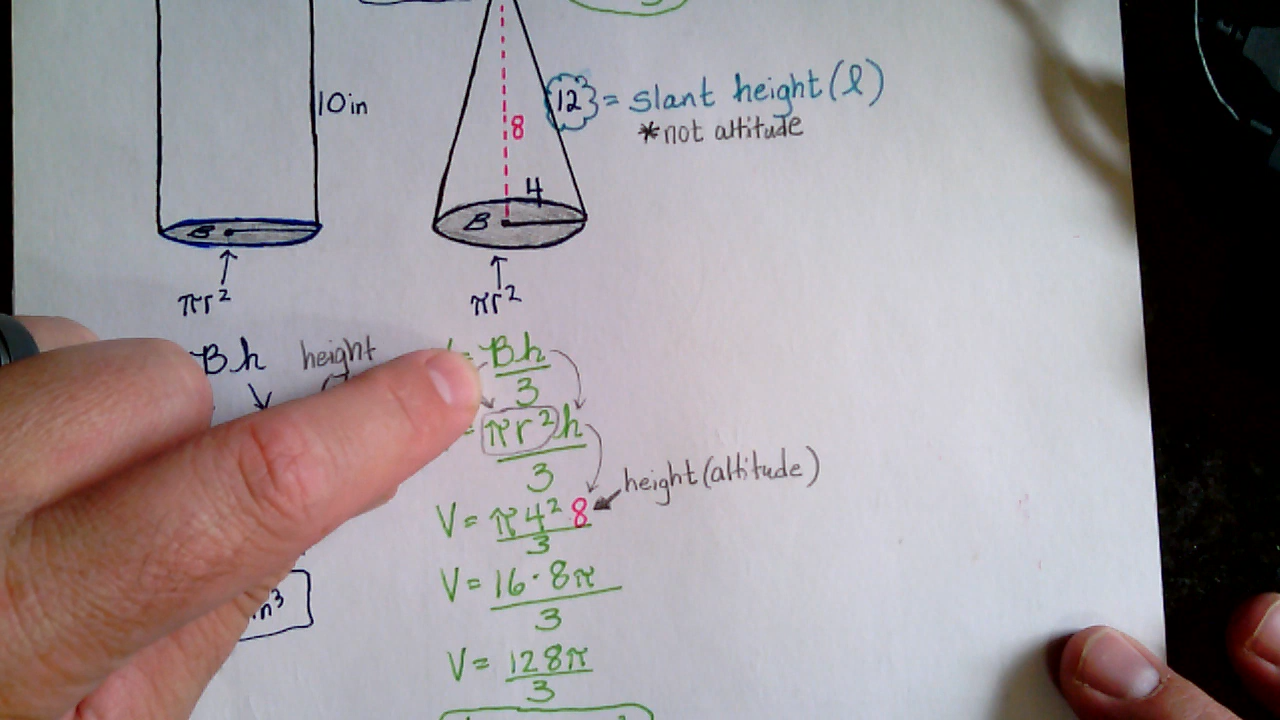 10in
8
12 = slant height (l)
*not altitude
4
B
B
πr²
πr²
Bh
height
= Bh
3
= πr²h
3
height (altitude)
V = π4² 8
3
V = 16 · 8π
3
in³
V = 128π
3